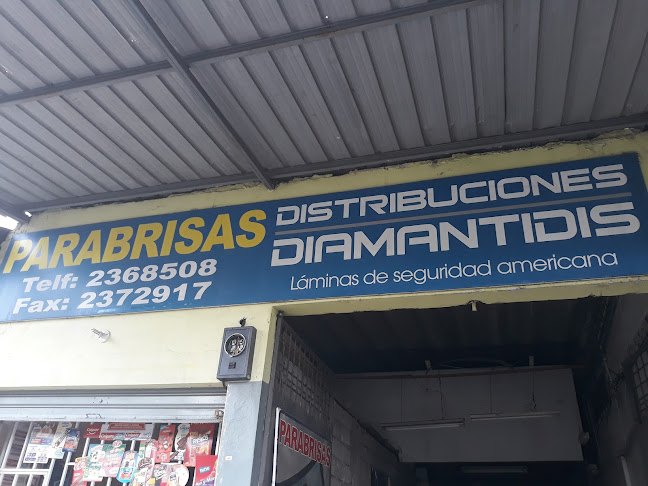 PARABRISAS
Telf: 2368508
Fax: 2372917
DISTRIBUCIONES
DIAMANTIDIS
Láminas de seguridad americana
PARABRISAS